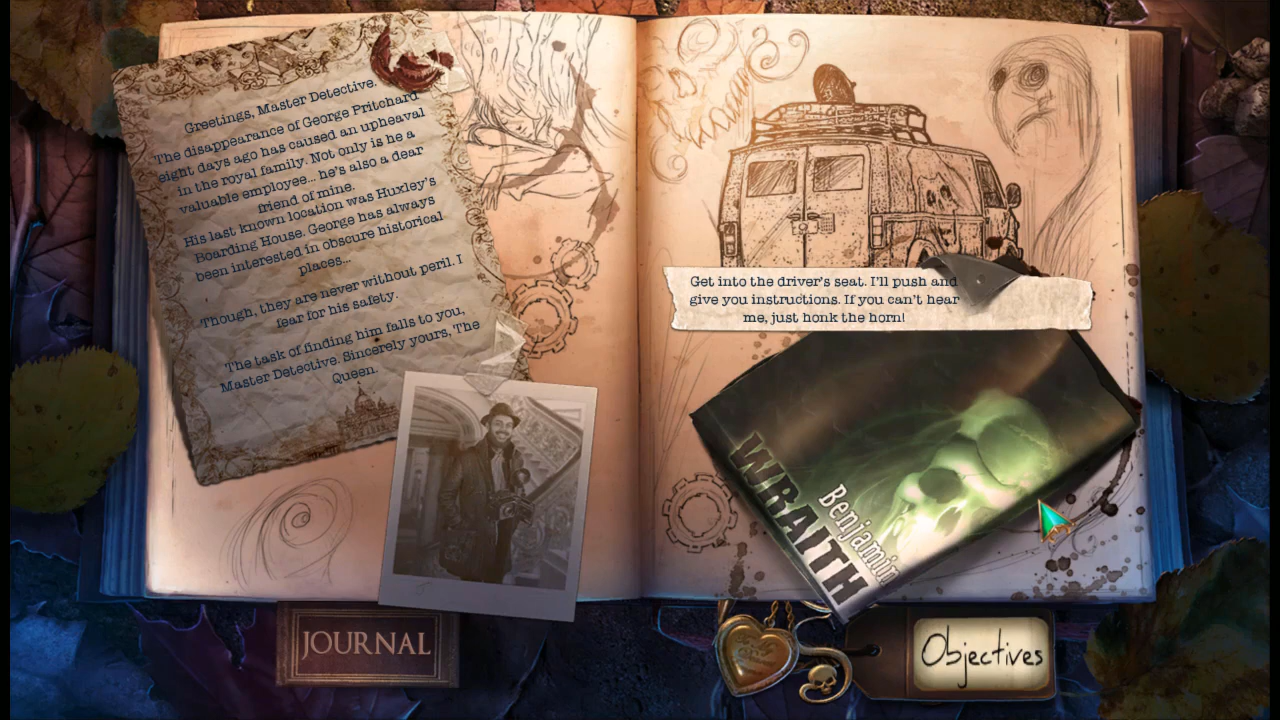 Greetings, Master Detective.
The disappearance of George Pritchard
eight days ago has caused an upheaval
in the royal family. Not only is he a
valuable employee... he's also a dear
friend of mine.
His last known location was Huxley's
Boarding House. George has always
been interested in obscure historical
places...
Though, they are never without peril. I
fear for his safety.
The task of finding him falls to you,
Master Detective. Sincerely yours, The
Queen.
JOURNAL
Get into the driver's seat. I'll push and
give you instructions. If you can't hear
me, just honk the horn!
WRAITH
Benjamin
Objectives